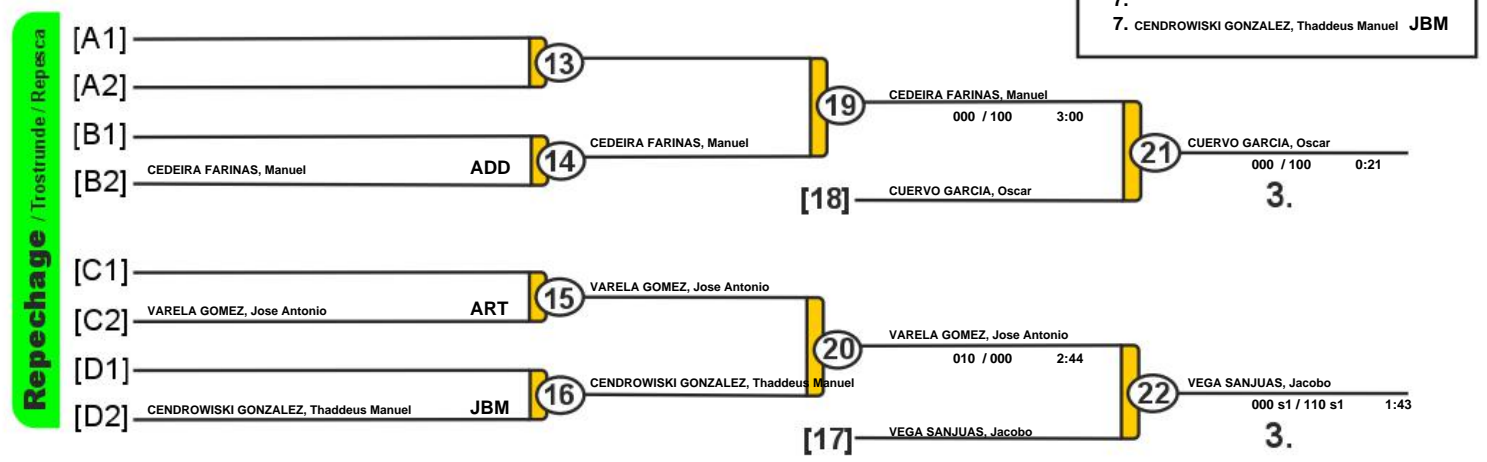 7.
7. CENDROWISKI GONZALEZ, Thaddeus Manuel JBM
Repechage / Trostrunde / Repesca
[A1]
13
[A2]
19
CEDEIRA FARINAS, Manuel
000 / 100 3:00
[B1]
CEDEIRA FARINAS, Manuel
14
21
CUERVO GARCIA, Oscar
000 / 100 0:21
3.
[B2] CEDEIRA FARINAS, Manuel ADD
[18] CUERVO GARCIA, Oscar
[C1]
15
VARELA GOMEZ, Jose Antonio
[C2] VARELA GOMEZ, Jose Antonio ART
20
VARELA GOMEZ, Jose Antonio
010 / 000 2:44
[D1]
16
CENDROWISKI GONZALEZ, Thaddeus Manuel
22
VEGA SANJUAS, Jacobo
000 s1 / 110 s1 1:43
3.
[D2] CENDROWISKI GONZALEZ, Thaddeus Manuel JBM
[17] VEGA SANJUAS, Jacobo